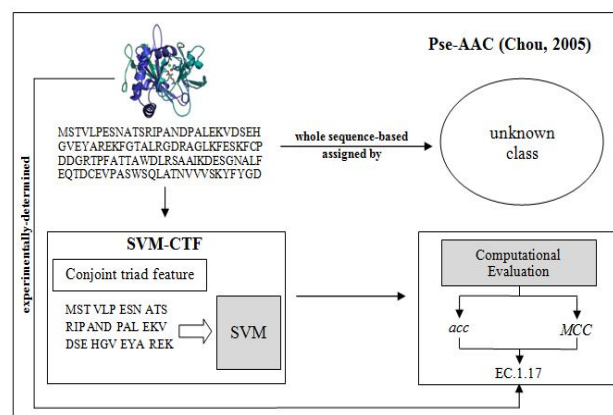 Pse-AAC (Chou, 2005)
MSTVLPESNATSRIPANDPALEKVDSEH
GVEYAREKFGTALRGDRAGLKFESKFCP
DDGRTPFATTAWDLRSAAIKDESGNALF
EQTDCEVPASWSQLATNVVVSKYFYGD
whole sequence-based
assigned by
unknown
class
experimentally-determined
SVM-CTF
Conjoint triad feature
MST VLP ESN ATS
RIP AND PAL EKV
DSE HGV EYA REK
SVM
Computational
Evaluation
acc
MCC
EC.1.17